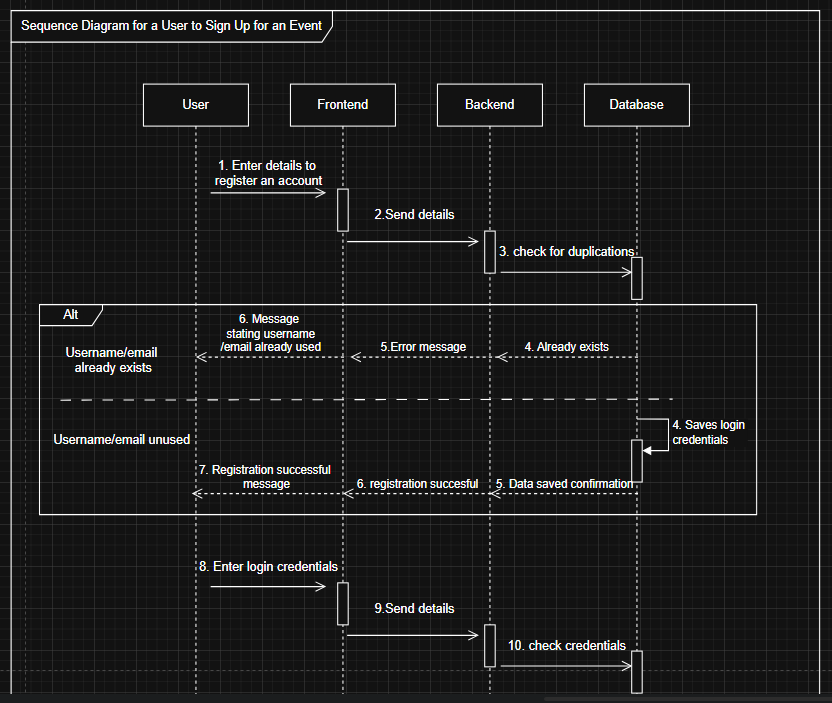 Sequence Diagram for a User to Sign Up for an Event
User
Frontend
Backend
Database
1. Enter details to
register an account
2.Send details
3. check for duplications
Alt
Username/email
already exists
6. Message
stating username
/email already used
5.Error message
4. Already exists
Username/email unused
4. Saves login
credentials
7. Registration successful
message
6. registration succesful
5. Data saved confirmation
8. Enter login credentials
9.Send details
10. check credentials